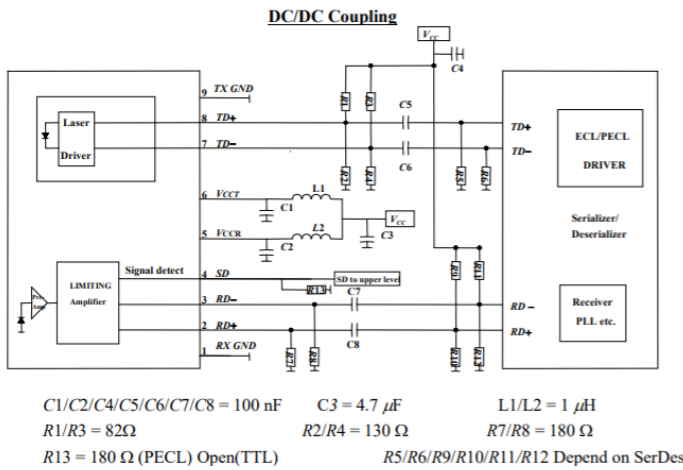 DC/DC Coupling
VCC
C4
9 TX GND
R1
R3
C5
Laser
8 TD+
TD+
ECL/PECL
Driver
7 TD−
TD−
DRIVER
R2
R4
C6
R5
R6
6 VCCT
L1
C1
VCC
Serializer/
5 VCCR
L2
C3
Deserializer
C2
Signal detect
4 SD
SD to upper level
R9
LIMITING
R13
C7
Pre
Amp
Amplifier
3 RD−
RD −
Receiver
2 RD+
RD+
PLL etc.
C8
R7
R8
R10
R12
1 RX GND
C1/C2/C4/C5/C6/C7/C8 = 100 nF
C3 = 4.7 μF
L1/L2 = 1 μH
R1/R3 = 82Ω
R2/R4 = 130 Ω
R7/R8 = 180 Ω
R13 = 180 Ω (PECL) Open(TTL)
R5/R6/R9/R10/R11/R12 Depend on SerDes